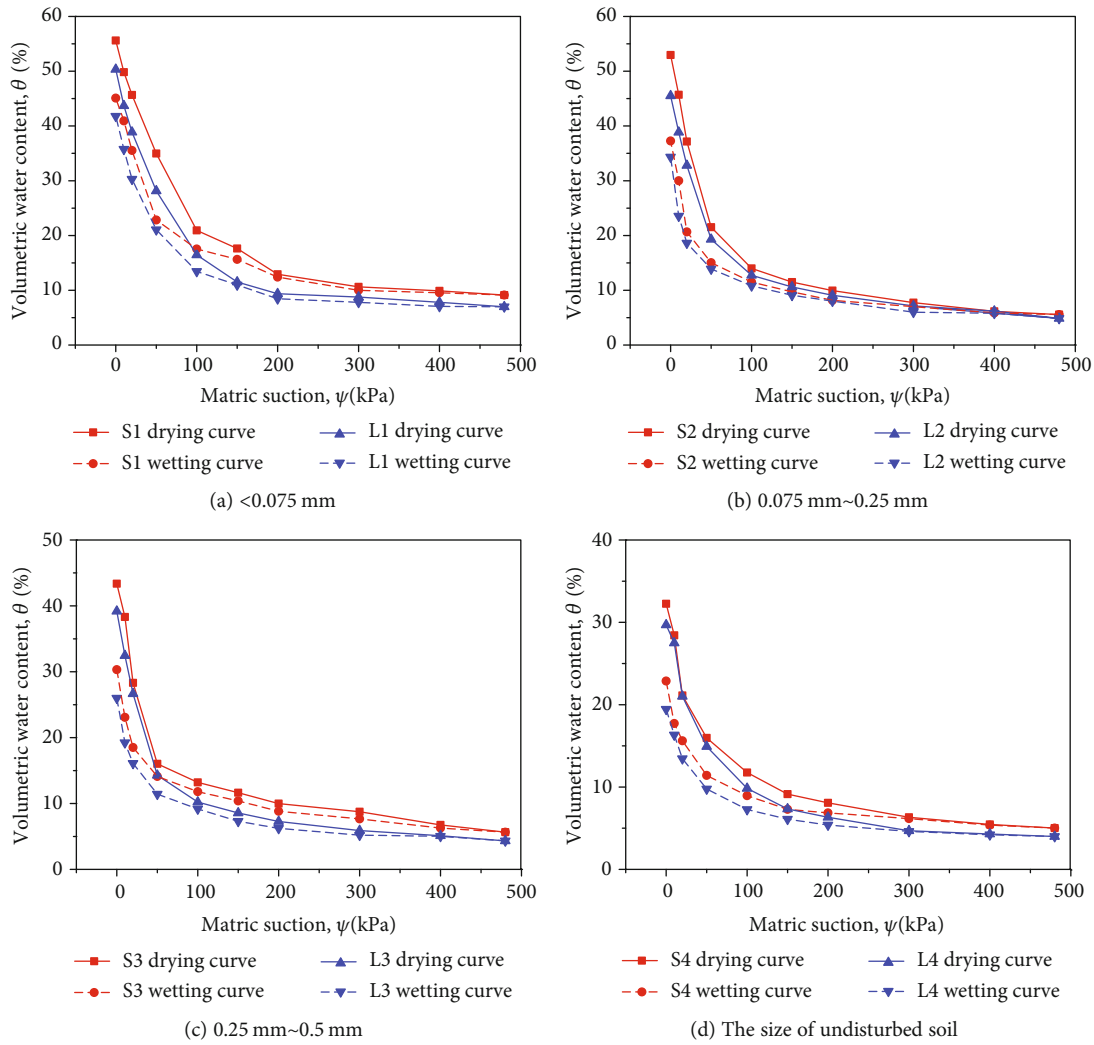 60
50
40
30
20
10
0
Volumetric water content, θ (%)
0 100 200 300 400 500
Matric suction, ψ(kPa)
S1 drying curve
L1 drying curve
S1 wetting curve
L1 wetting curve
(a) <0.075 mm
60
50
40
30
20
10
0
Volumetric water content, θ (%)
0 100 200 300 400 500
Matric suction, ψ(kPa)
S2 drying curve
L2 drying curve
S2 wetting curve
L2 wetting curve
(b) 0.075 mm~0.25 mm
50
40
30
20
10
0
Volumetric water content, θ (%)
0 100 200 300 400 500
Matric suction, ψ(kPa)
S3 drying curve
L3 drying curve
S3 wetting curve
L3 wetting curve
(c) 0.25 mm~0.5 mm
40
30
20
10
0
Volumetric water content, θ (%)
0 100 200 300 400 500
Matric suction, ψ(kPa)
S4 drying curve
L4 drying curve
S4 wetting curve
L4 wetting curve
(d) The size of undisturbed soil